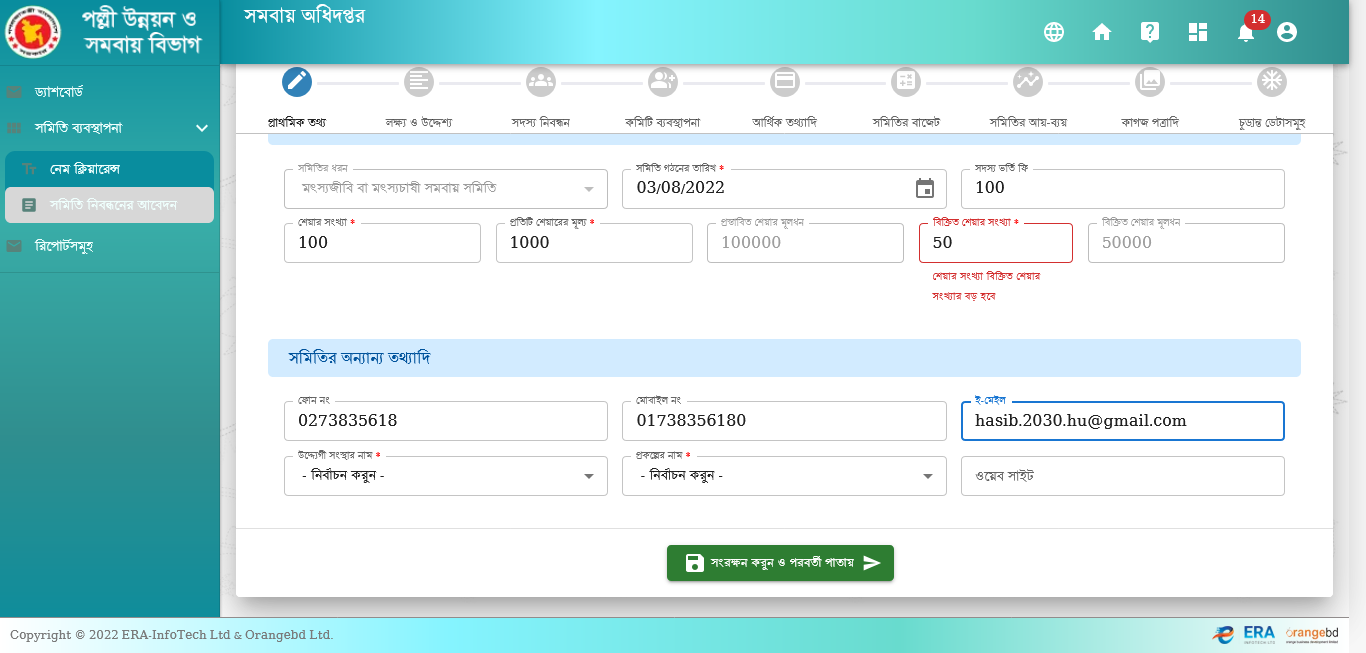 পল্লী উন্নয়ন ও
সমবায় বিভাগ
সমবায় অধিদপ্তর
14
ড্যাশবোর্ড
সমিতি ব্যবস্থাপনা
নেম ক্লিয়ারেন্স
সমিতি নিবন্ধনের আবেদন
রিপোর্টসমুহ
প্রাথমিক তথ্য
লক্ষ্য ও উদ্দেশ্য
সদস্য নিবন্ধন
কমিটি ব্যবস্থাপনা
আর্থিক তথ্যাদি
সমিতির বাজেট
সমিতির আয়-ব্যয়
কাগজ পত্রাদি
চূড়ান্ত ডেটাসমূহ
সমিতির ধরন
মৎস্যজীবি বা মৎস্যচাষী সমবায় সমিতি
সমিতি গঠনের তারিখ *
03/08/2022
সদস্য ভর্তি ফি
100
শেয়ার সংখ্যা *
100
প্রতিটি শেয়ারের মূল্য *
1000
প্রস্তাবিত শেয়ার মূলধন
100000
বিক্রিত শেয়ার সংখ্যা *
50
বিক্রিত শেয়ার মূলধন
50000
শেয়ার সংখ্যা বিক্রিত শেয়ার
সংখ্যার বড় হবে
সমিতির অন্যান্য তথ্যাদি
ফোন নং
0273835618
মোবাইল নং
01738356180
ই-মেইল
hasib.2030.hu@gmail.com
উদ্যোগী সংস্থার নাম *
- নির্বাচন করুন -
প্রকল্পের নাম *
- নির্বাচন করুন -
ওয়েব সাইট
সংরক্ষন করুন ও পরবর্তী পাতায়
Copyright © 2022 ERA-InfoTech Ltd & Orangebd Ltd.
ERA
INFOTECH LTD
orangebd